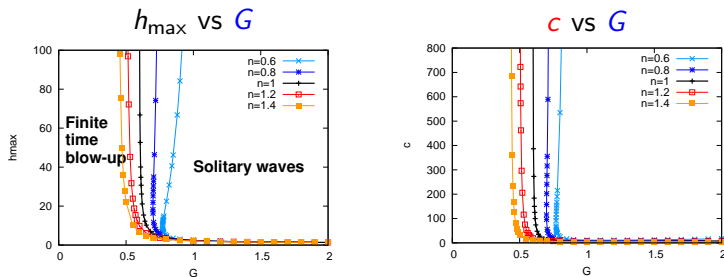 h_max vs G
100
80
60
40
20
0
hmax
0
0.5
1
1.5
2
G
n=0.6
n=0.8
n=1
n=1.2
n=1.4
Finite
time
blow-up
Solitary waves
c vs G
800
700
600
500
400
300
200
100
0
c
0
0.5
1
1.5
2
G
n=0.6
n=0.8
n=1
n=1.2
n=1.4